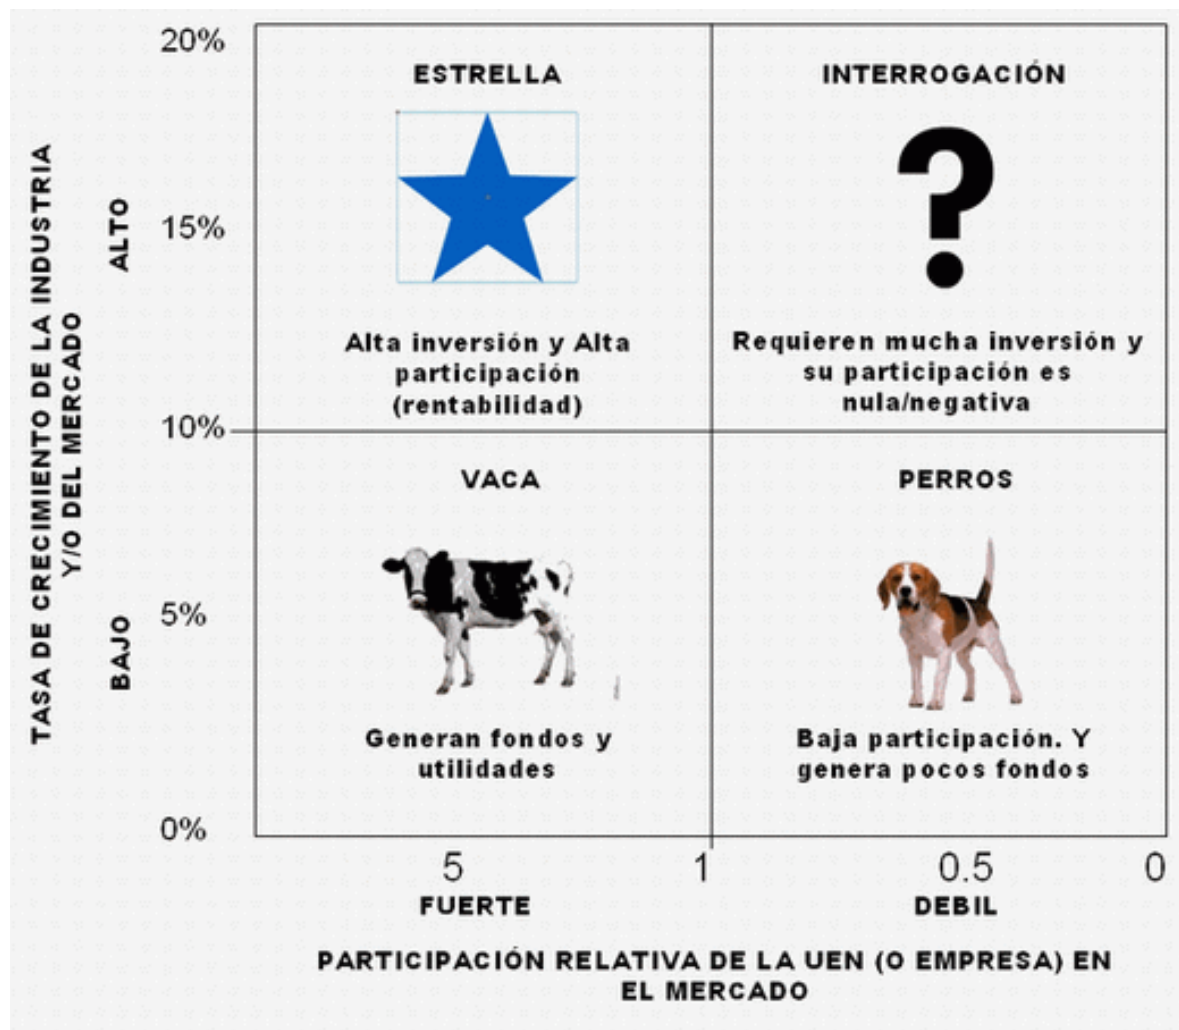 20%
ESTRELLA
INTERROGACIÓN
TASA DE CRECIMIENTO DE LA INDUSTRIA
Y/O DEL MERCADO
ALTO
15%
Alta inversión y Alta
participación
(rentabilidad)
Requieren mucha inversión y
su participación es
nula/negativa
10%
VACA
PERROS
5%
BAJO
Generan fondos y
utilidades
Baja participación. Y
genera pocos fondos
0%
.5
1
0.5
0
FUERTE
DEBIL
PARTICIPACIÓN RELATIVA DE LA UEN (O EMPRESA) EN
EL MERCADO